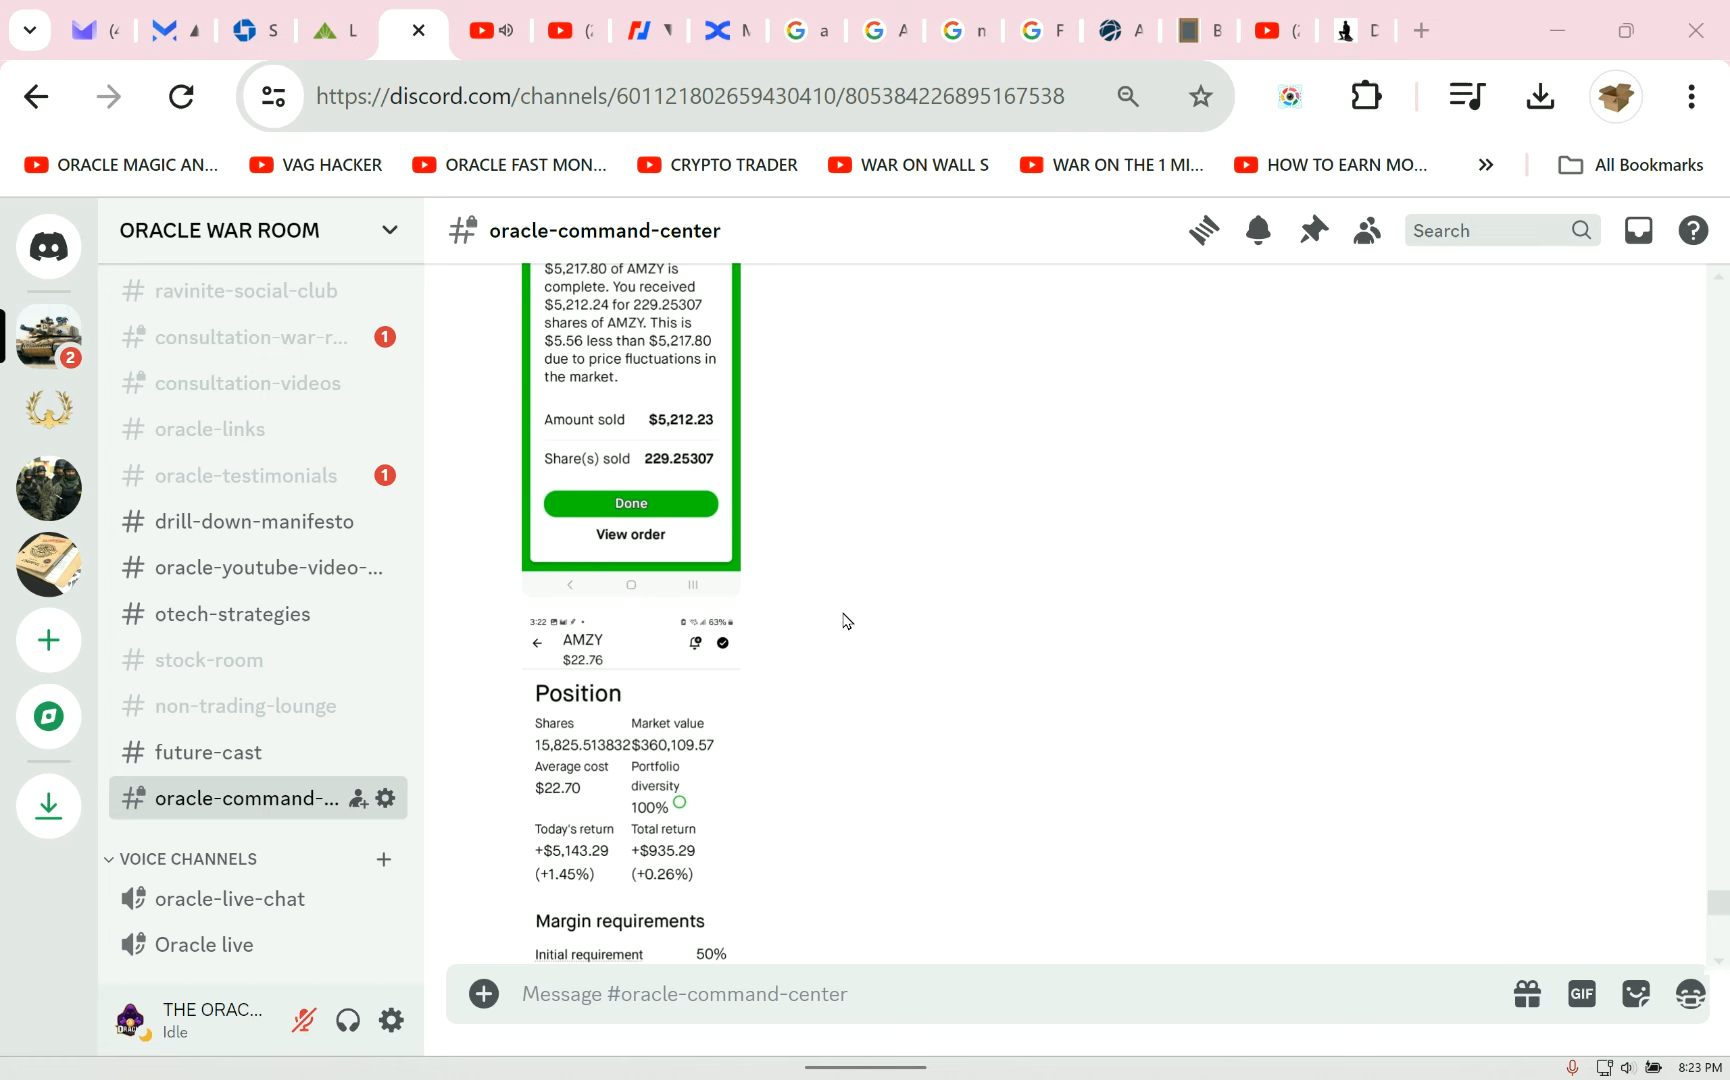 S
L
A
M
a
A
n
F
A
B
D
https://discord.com/channels/601121802659430410/805384226895167538
ORACLE MAGIC AN...
VAG HACKER
ORACLE FAST MON...
CRYPTO TRADER
WAR ON WALL S
WAR ON THE 1 MI...
HOW TO EARN MO...
All Bookmarks
ORACLE WAR ROOM
oracle-command-center
Search
ravinite-social-club
consultation-war-r... 1
consultation-videos
oracle-links
oracle-testimonials 1
drill-down-manifesto
oracle-youtube-video-...
otech-strategies
stock-room
non-trading-lounge
future-cast
oracle-command-...
VOICE CHANNELS
oracle-live-chat
Oracle live
2
THE ORAC...
Idle
$5,217.80 of AMZY is
complete. You received
$5,212.24 for 229.25307
shares of AMZY. This is
$5.56 less than $5,217.80
due to price fluctuations in
the market.
Amount sold $5,212.23
Share(s) sold 229.25307
Done
View order
3:22 63%
AMZY
$22.76
Position
Shares Market value
15,825.513832 $360,109.57
Average cost Portfolio
$22.70 diversity
100%
Today's return Total return
+$5,143.29 +$935.29
(+1.45%) (+0.26%)
Margin requirements
Initial requirement 50%
Message #oracle-command-center
GIF
8:23 PM